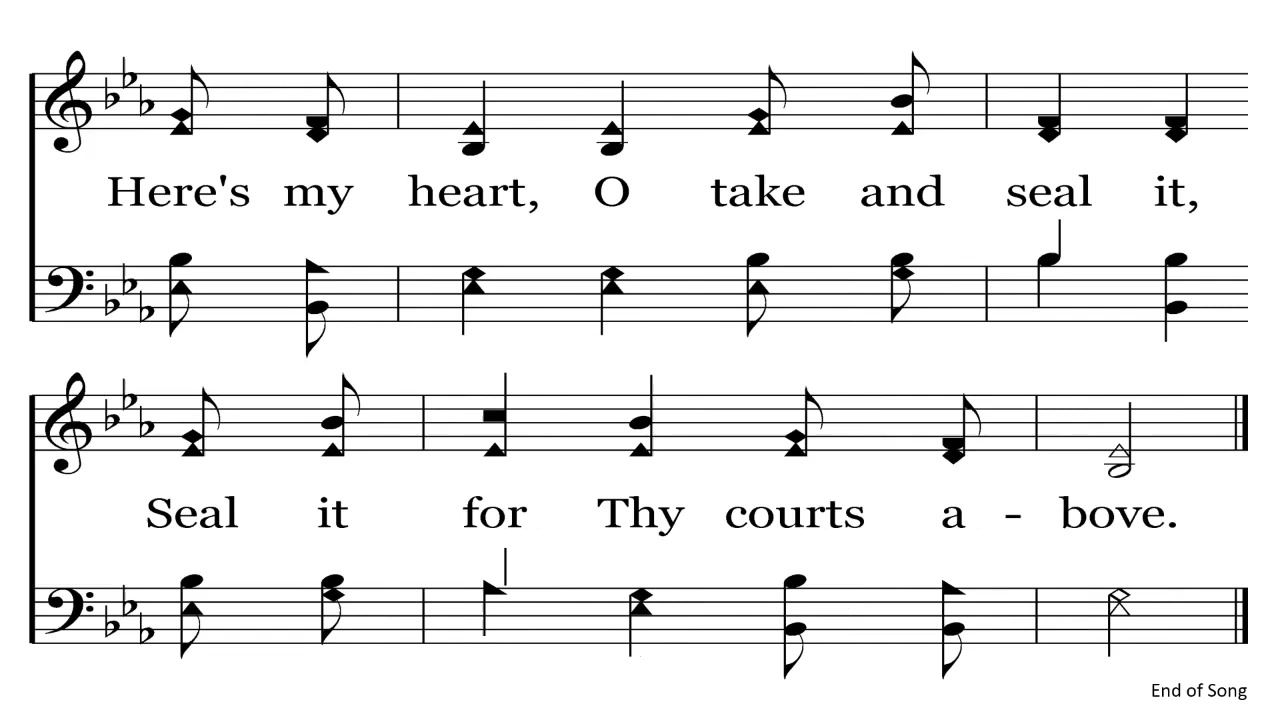 Here's my heart, O take and seal it,
Seal it for Thy courts a - bove.
End of Song